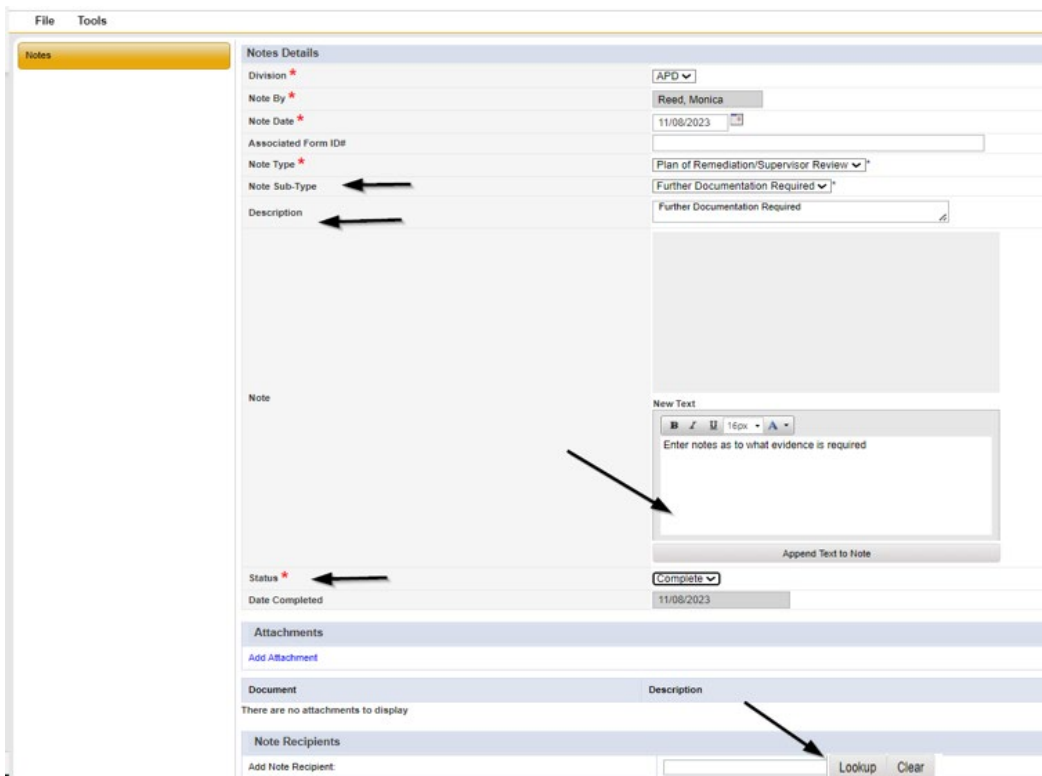 File Tools
Notes
Notes Details
Division * APD
Note By * Reed, Monica
Note Date * 11/08/2023
Associated Form ID#
Note Type * Plan of Remediation/Supervisor Review *
Note Sub-Type Further Documentation Required *
Description Further Documentation Required
Note
New Text
B I U 16px A
Enter notes as to what evidence is required
Append Text to Note
Status * Complete
Date Completed 11/08/2023
Attachments
Add Attachment
Document Description
There are no attachments to display
Note Recipients
Add Note Recipient: Lookup Clear